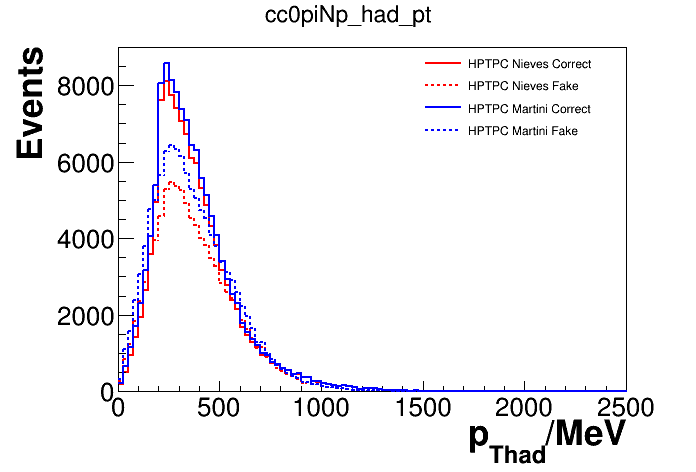 cc0piNp_had_pt
Events
8000
6000
4000
2000
0
HPTPC Nieves Correct
HPTPC Nieves Fake
HPTPC Martini Correct
HPTPC Martini Fake
0 500 1000 1500 2000 2500
pThad/MeV